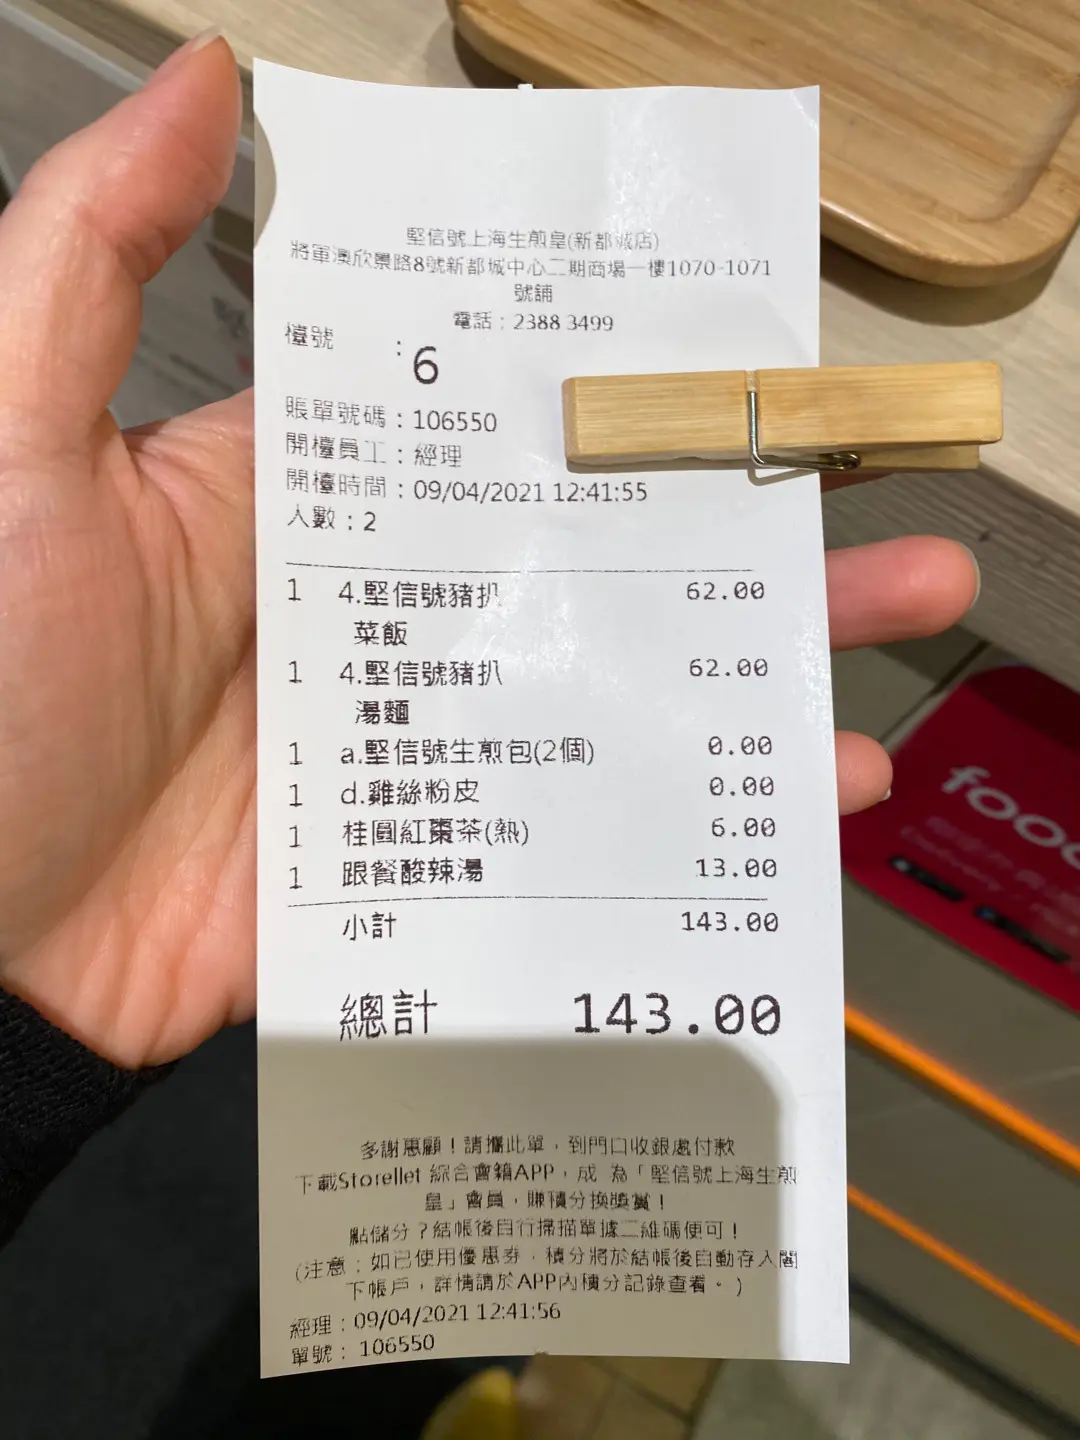 堅信號上海生煎皇(新都城店)
將軍澳欣景路8號新都城中心二期商場一樓1070-1071
號舖
電話：2388 3499
檯號 ：6
賬單號碼：106550
開檯員工：經理
開檯時間：09/04/2021 12:41:55
人數：2
1 4.堅信號豬扒 62.00
菜飯
1 4.堅信號豬扒 62.00
湯麵
1 a.堅信號生煎包(2個) 0.00
1 d.雞絲粉皮 0.00
1 桂圓紅棗茶(熱) 6.00
1 跟餐酸辣湯 13.00
小計 143.00
總計 143.00
多謝惠顧！請攜此單，到門口收銀處付款
下載Storellet 綜合會籍APP，成 為「堅信號上海生煎
皇」會員，賺積分換獎賞！
點儲分？結帳後自行掃描單據二維碼便可！
(注意：如已使用優惠券，積分將於結帳後自動存入閣
下帳戶，詳情請於APP內積分記錄查看。)
經理：09/04/2021 12:41:56
單號：106550